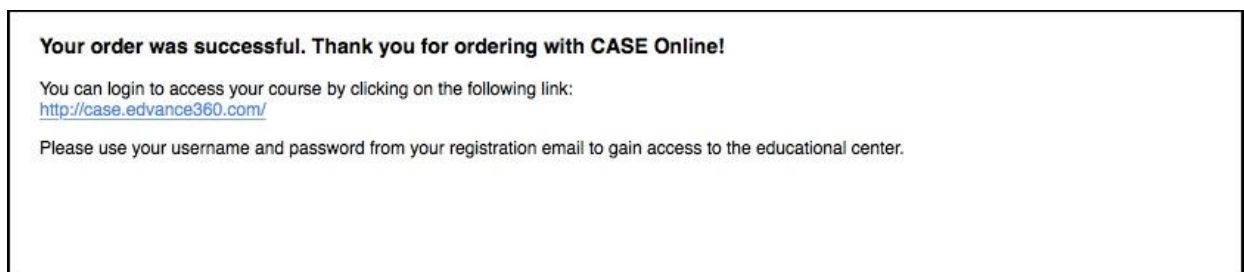 Your order was successful. Thank you for ordering with CASE Online!
You can login to access your course by clicking on the following link:
http://case.edvance360.com/
Please use your username and password from your registration email to gain access to the educational center.